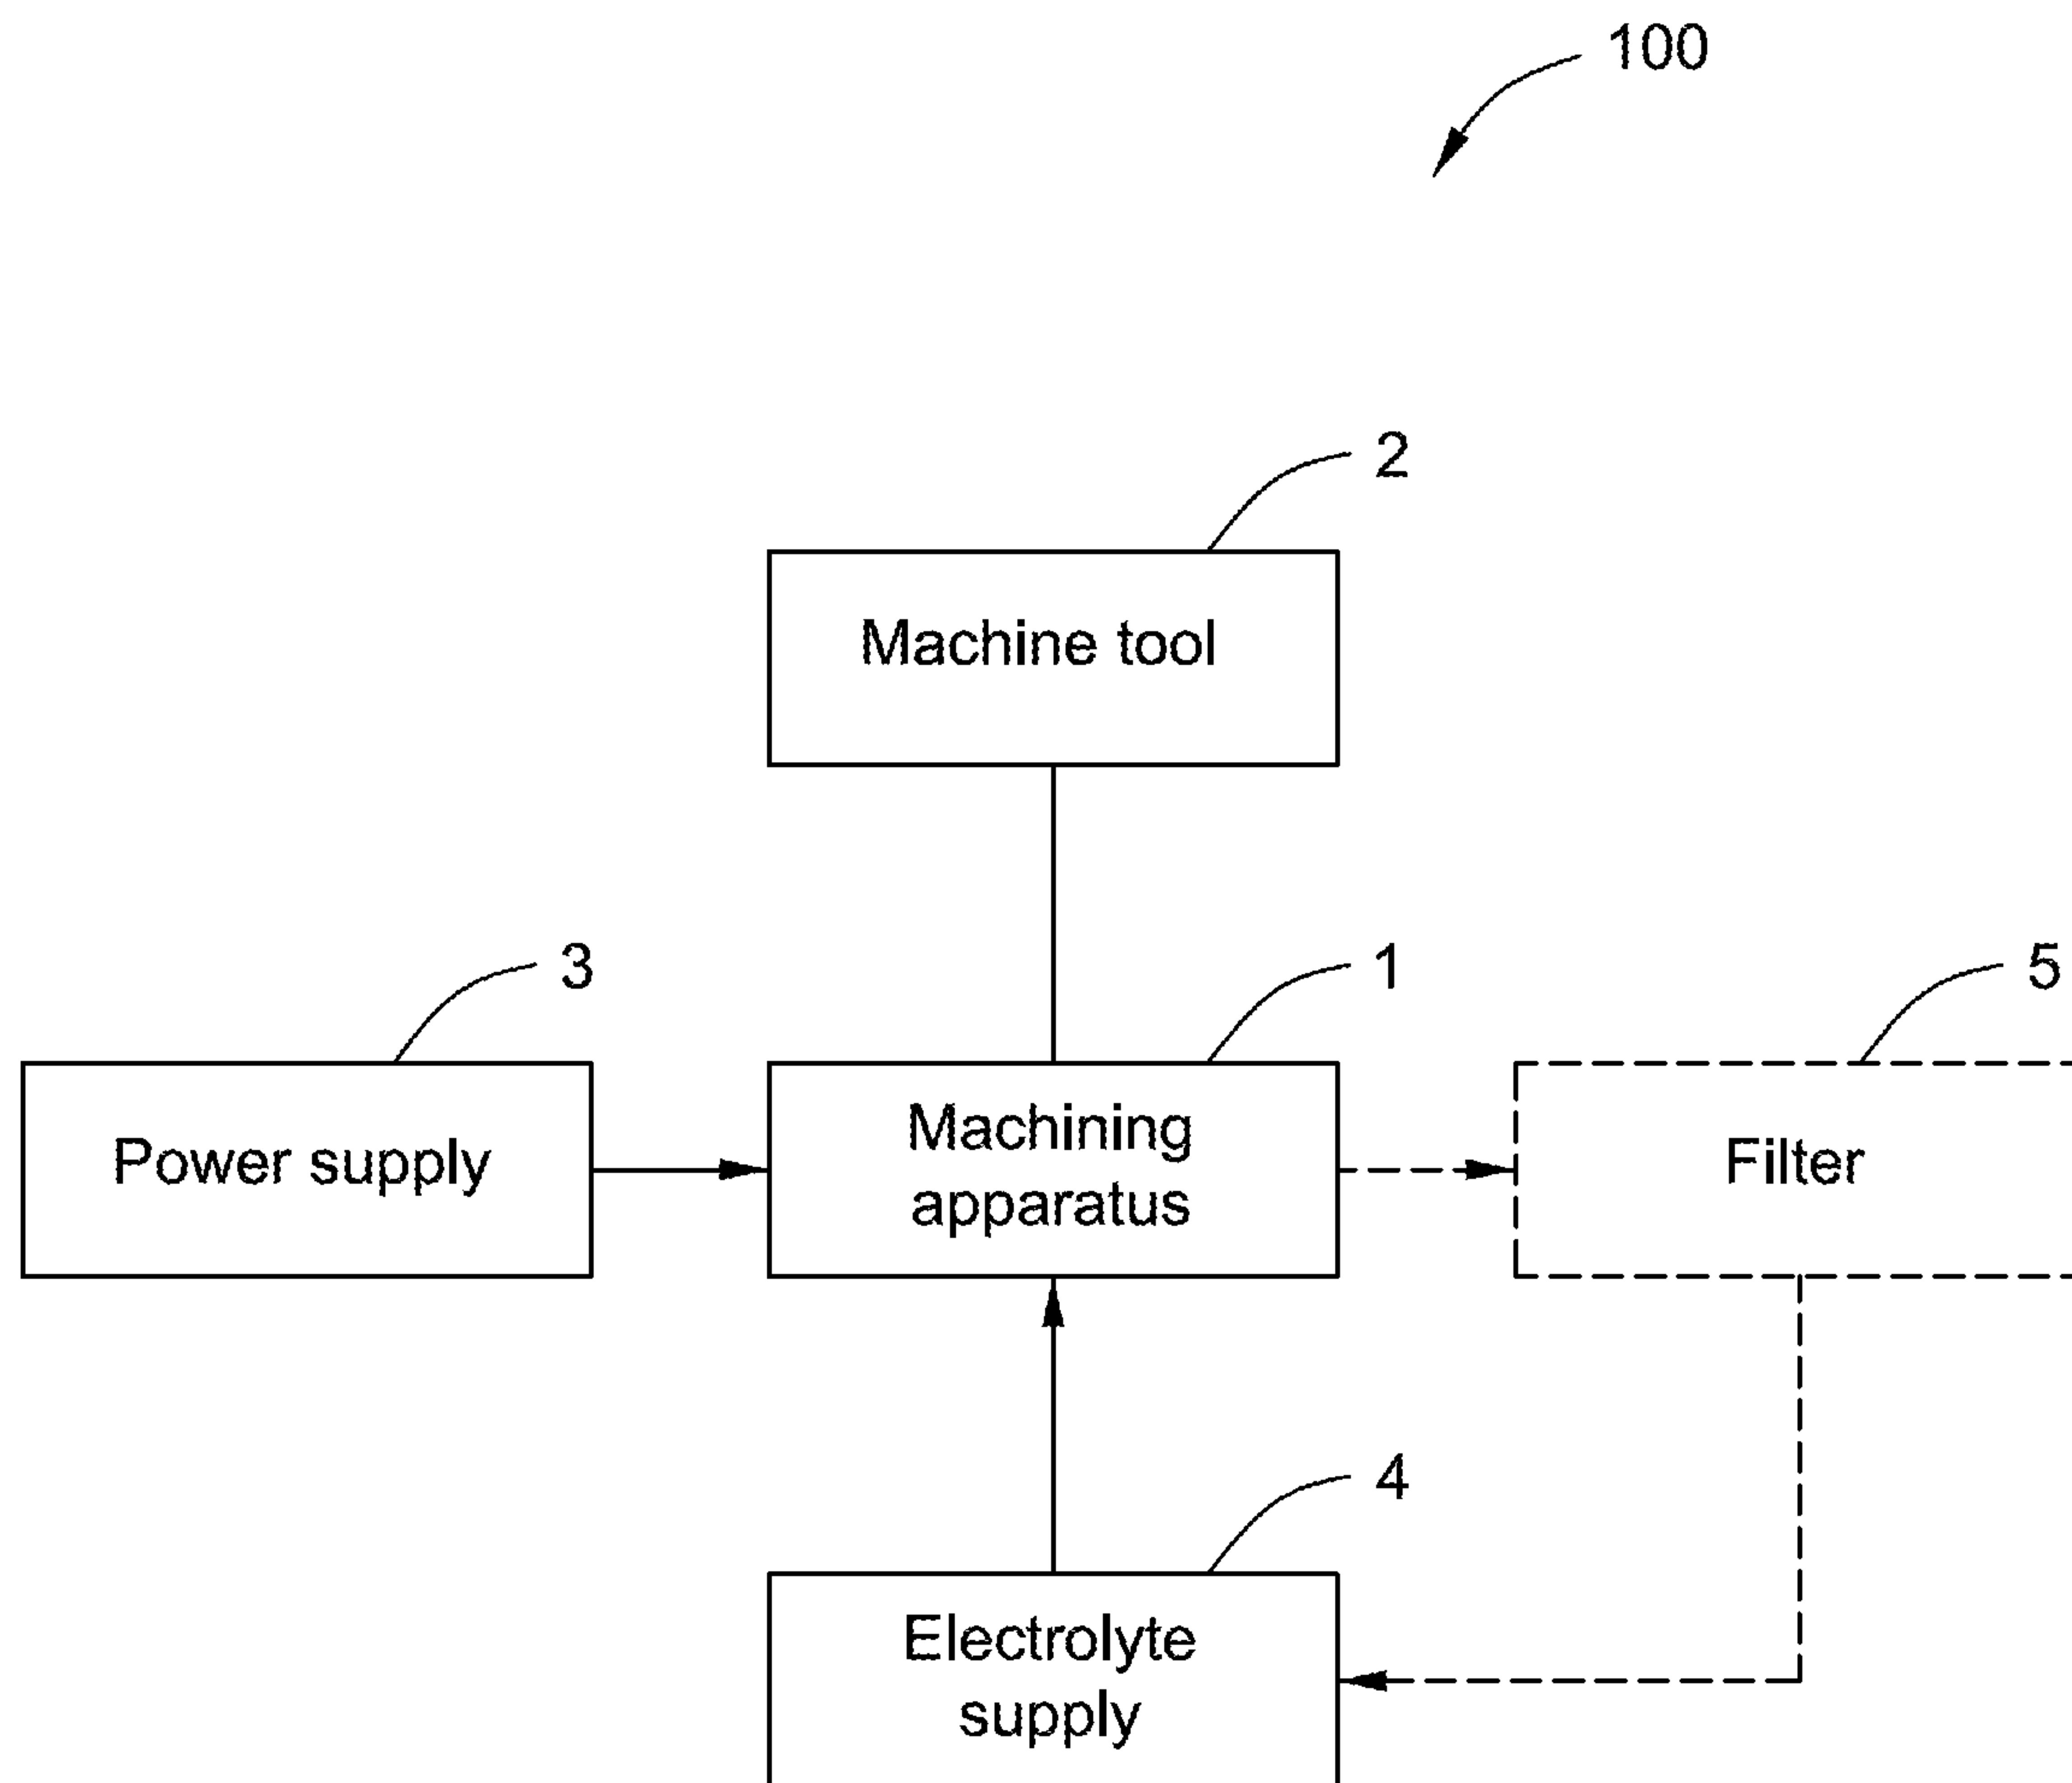 100
2
Machine tool
3
1
5
Power supply
Machining
apparatus
Filter
4
Electrolyte
supply